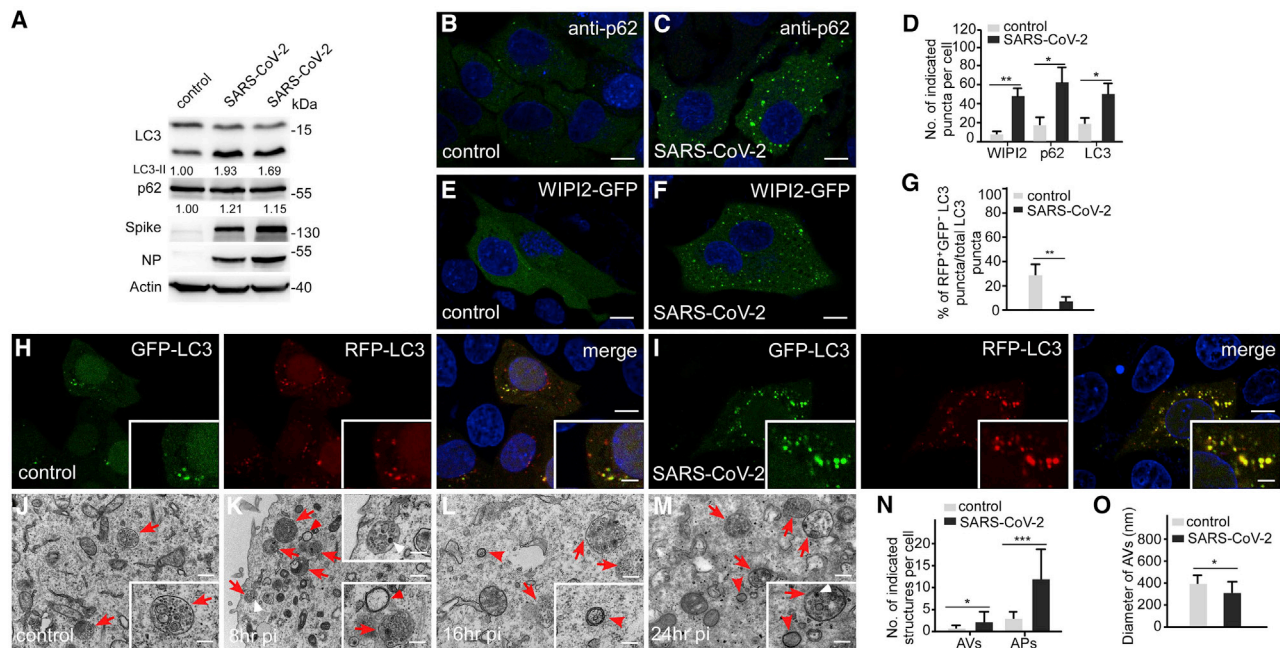 A
control
SARS-CoV-2
SARS-CoV-2
kDa
LC3
-15
LC3-II 1.00 1.93 1.69
p62
-55
1.00 1.21 1.15
Spike
-130
-55
NP
Actin
-40
B
anti-p62
control
C
anti-p62
SARS-CoV-2
D
control
SARS-CoV-2
No. of indicated
puncta per cell
120
100
80
60
40
20
0
**
*
*
WIPI2 p62 LC3
E
WIPI2-GFP
control
F
WIPI2-GFP
SARS-CoV-2
G
control
SARS-CoV-2
% of RFP⁺GFP⁻ LC3
puncta/total LC3
puncta
100
80
60
40
20
0
**
H
GFP-LC3
control
RFP-LC3
merge
I
GFP-LC3
SARS-CoV-2
RFP-LC3
merge
J
control
K
8hr pi
L
16hr pi
M
24hr pi
N
control
SARS-CoV-2
No. of indicated
structures per cell
25
20
15
10
5
0
*
***
AVs APs
O
control
SARS-CoV-2
Diameter of AVs (nm)
800
600
400
200
0
*